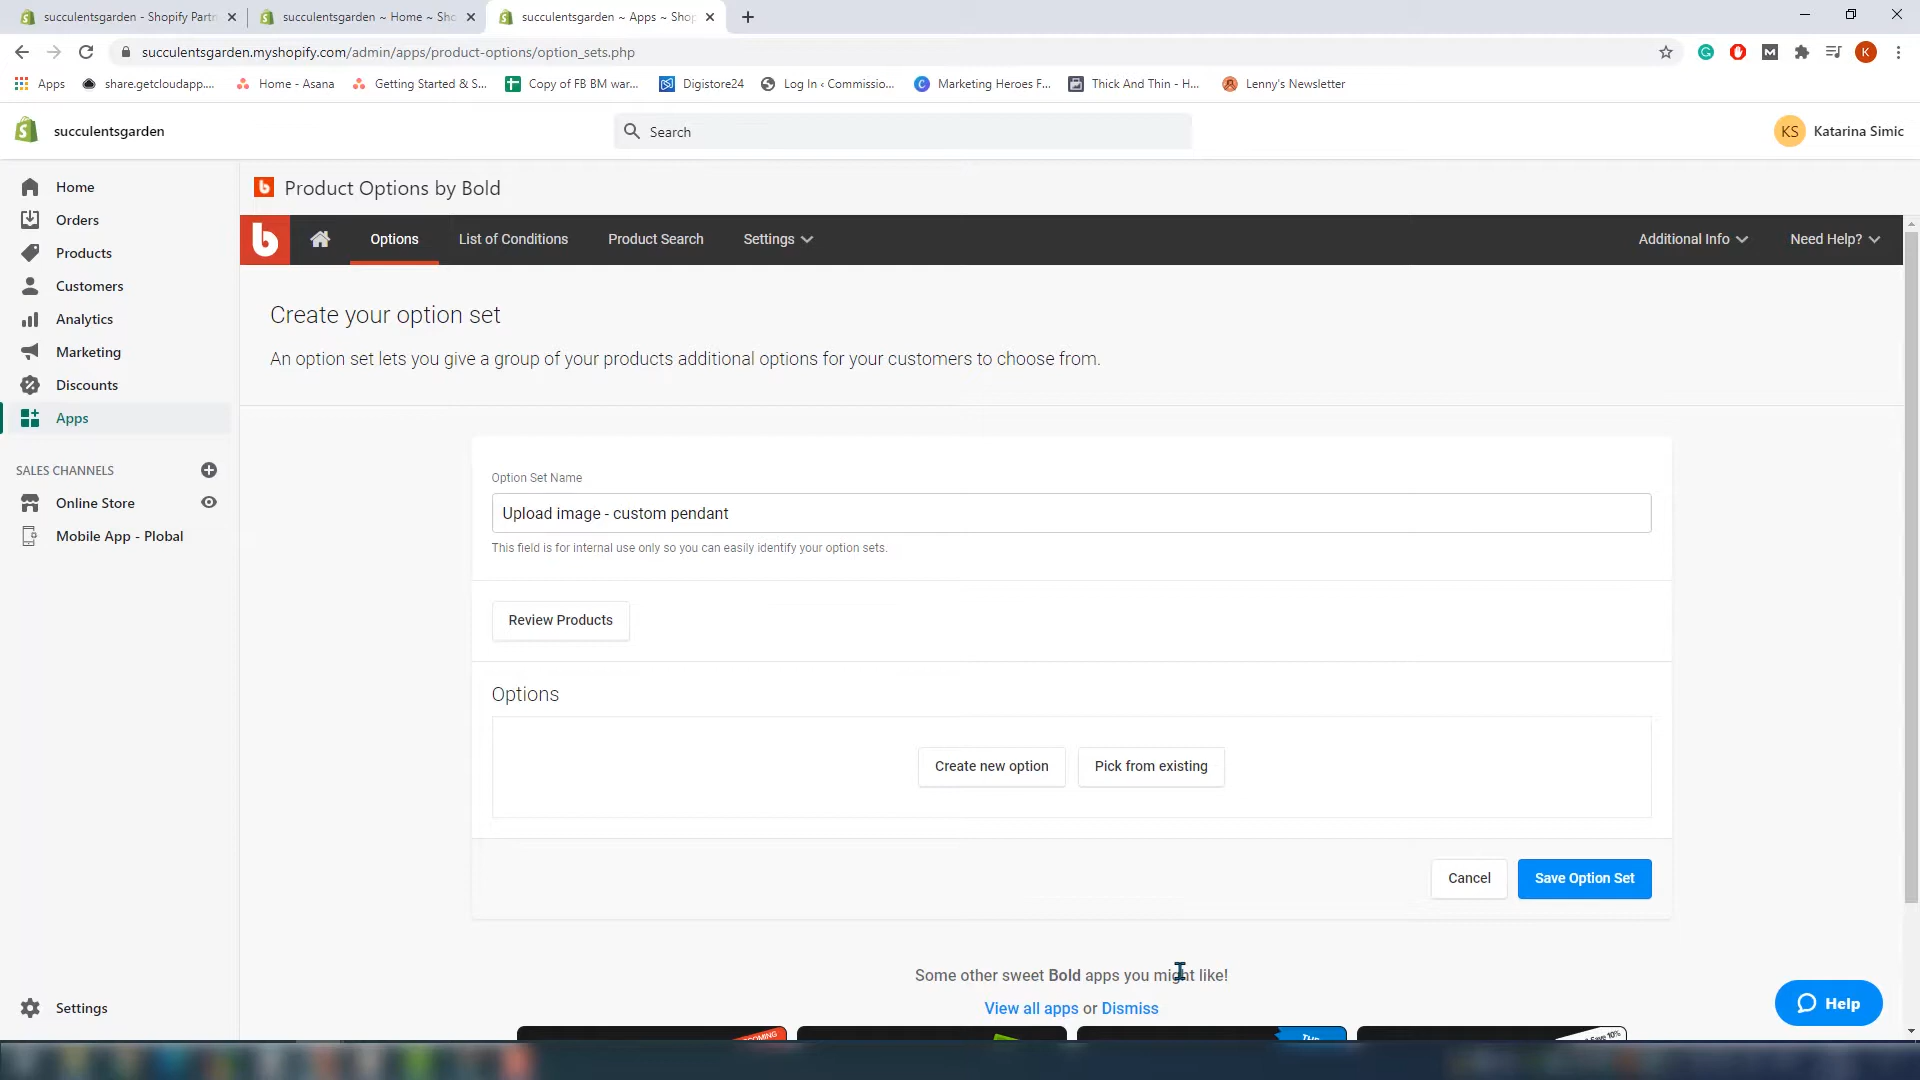 succulentsgarden - Shopify Partn
succulentsgarden ~ Home ~ Sho
succulentsgarden ~ Apps ~ Shop
succulentsgarden.myshopify.com/admin/apps/product-options/option_sets.php
K
Apps
share.getcloudapp....
Home - Asana
Getting Started & S...
Copy of FB BM war...
Digistore24
Log In ‹ Commissio...
Marketing Heroes F...
Thick And Thin - H...
Lenny's Newsletter
succulentsgarden
Search
KS
Katarina Simic
Home
Orders
Products
Customers
Analytics
Marketing
Discounts
Apps
SALES CHANNELS
Online Store
Mobile App - Plobal
Settings
Product Options by Bold
Options
List of Conditions
Product Search
Settings
Additional Info
Need Help?
Create your option set
An option set lets you give a group of your products additional options for your customers to choose from.
Option Set Name
Upload image - custom pendant
This field is for internal use only so you can easily identify your option sets.
Review Products
Options
Create new option
Pick from existing
Cancel
Save Option Set
Some other sweet Bold apps you might like!
View all apps or Dismiss
Help